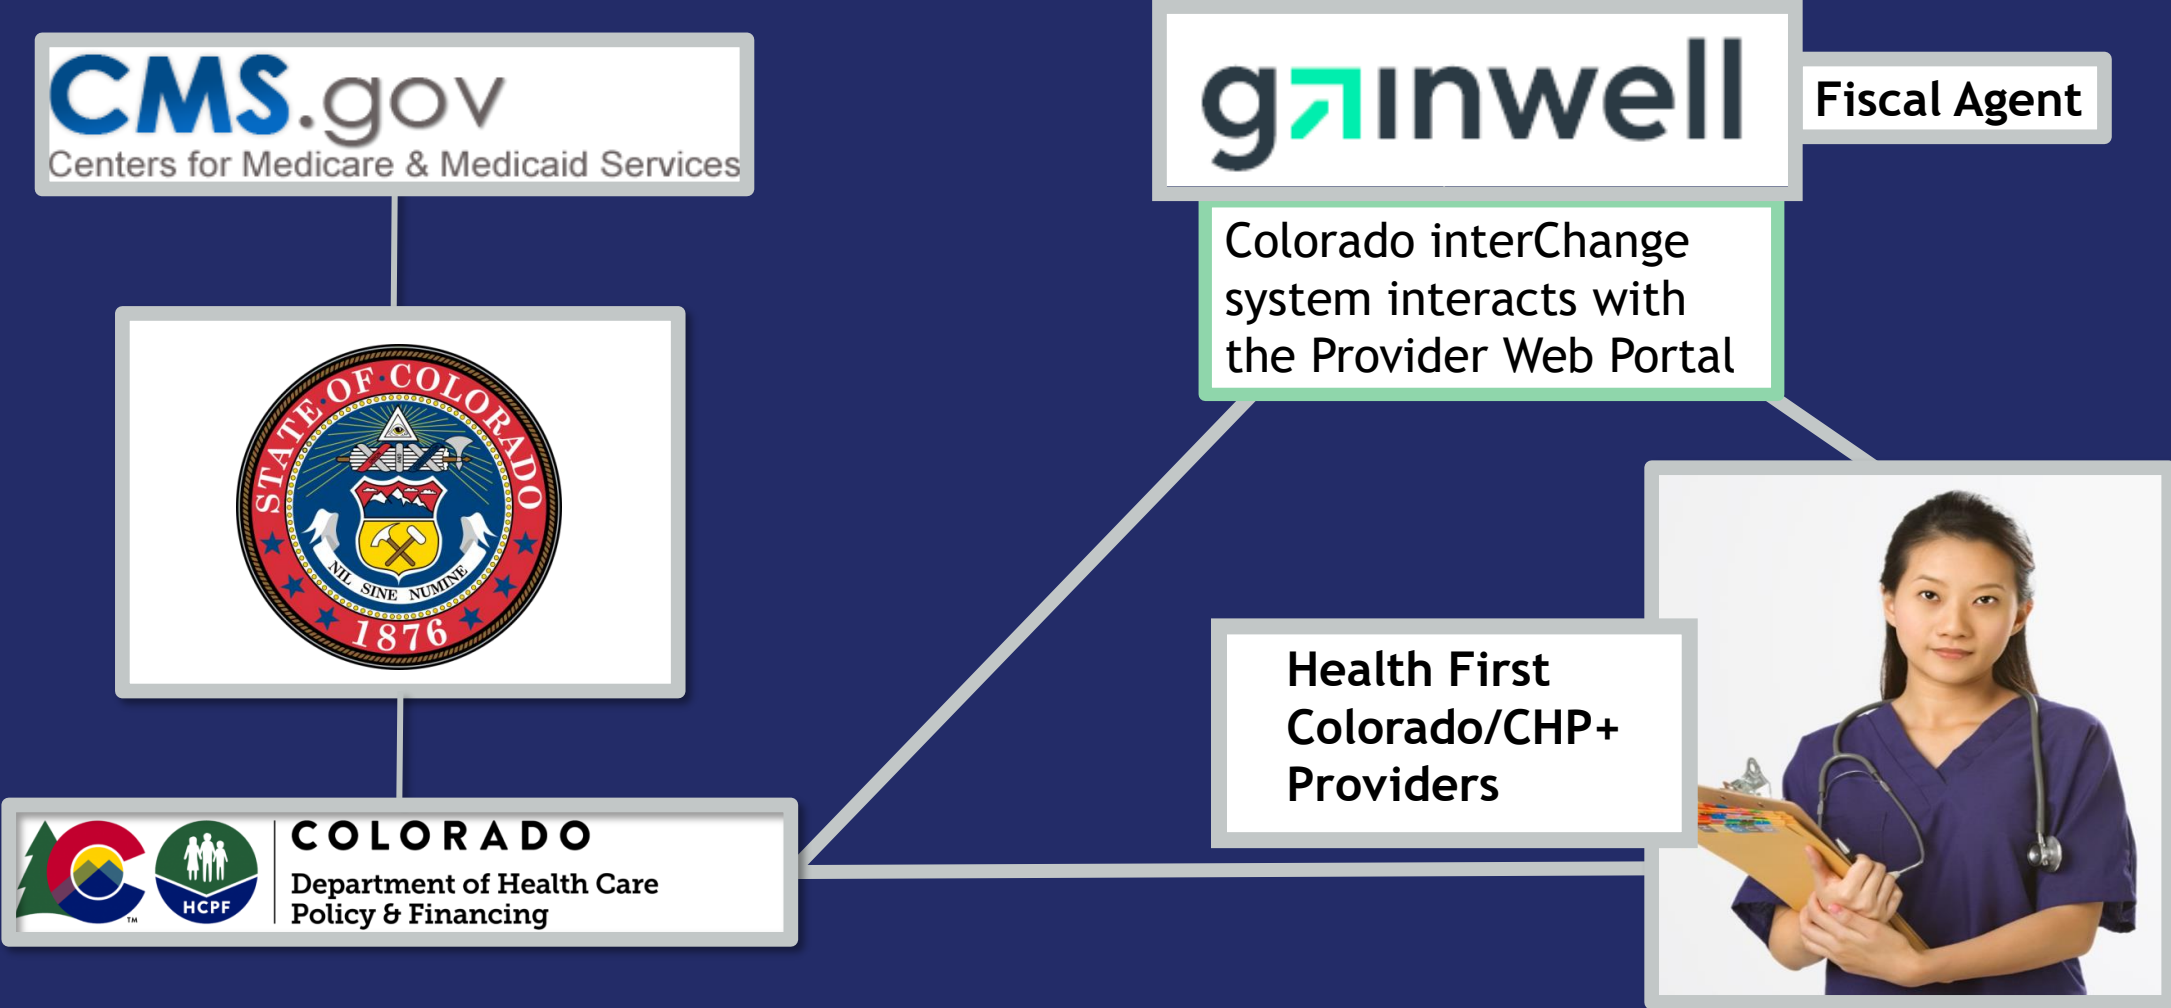 CMS.gov
Centers for Medicare & Medicaid Services
gainwell
Fiscal Agent
Colorado interChange
system interacts with
the Provider Web Portal
STATE OF COLORADO
NIL SINE NUMINE
1876
Health First
Colorado/CHP+
Providers
HCPF
TM
COLORADO
Department of Health Care
Policy & Financing